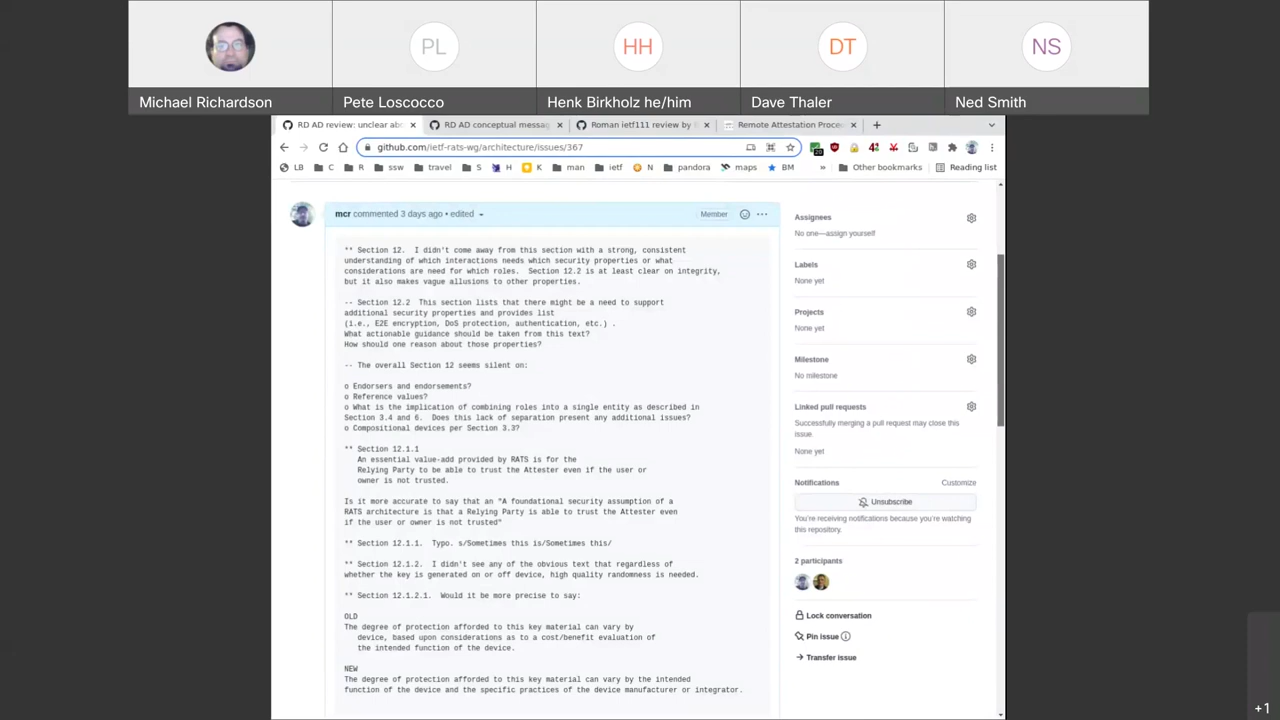 PL
HH
DT
NS
Michael Richardson
Pete Loscocco
Henk Birkholz he/him
Dave Thaler
Ned Smith
RD AD review: unclear abo
RD AD conceptual messag
Roman ietf111 review by
Remote Attestation Proce
github.com/ietf-rats-wg/architecture/issues/367
LB
C
R
ssw
travel
S
H
K
man
ietf
N
pandora
maps
BM
»
Other bookmarks
Reading list
mcr commented 3 days ago • edited
Member
** Section 12. I didn't come away from this section with a strong, consistent
understanding of which interactions needs which security properties or what
considerations are need for which roles. Section 12.2 is at least clear on integrity,
but it also makes vague allusions to other properties.
-- Section 12.2 This section lists that there might be a need to support
additional security properties and provides list
(i.e., E2E encryption, DoS protection, authentication, etc.) .
What actionable guidance should be taken from this text?
How should one reason about those properties?
-- The overall Section 12 seems silent on:
o Endorsers and endorsements?
o Reference values?
o What is the implication of combining roles into a single entity as described in
Section 3.4 and 6. Does this lack of separation present any additional issues?
o Compositional devices per Section 3.3?
** Section 12.1.1
An essential value-add provided by RATS is for the
Relying Party to be able to trust the Attester even if the user or
owner is not trusted.
Is it more accurate to say that an "A foundational security assumption of a
RATS architecture is that a Relying Party is able to trust the Attester even
if the user or owner is not trusted"
** Section 12.1.1. Typo. s/Sometimes this is/Sometimes this/
** Section 12.1.2. I didn't see any of the obvious text that regardless of
whether the key is generated on or off device, high quality randomness is needed.
** Section 12.1.2.1. Would it be more precise to say:
OLD
The degree of protection afforded to this key material can vary by
device, based upon considerations as to a cost/benefit evaluation of
the intended function of the device.
NEW
The degree of protection afforded to this key material can vary by the intended
function of the device and the specific practices of the device manufacturer or integrator.
Assignees
No one—assign yourself
Labels
None yet
Projects
None yet
Milestone
No milestone
Linked pull requests
Successfully merging a pull request may close this
issue.
None yet
Notifications
Customize
Unsubscribe
You're receiving notifications because you're watching
this repository.
2 participants
Lock conversation
Pin issue
Transfer issue
+1